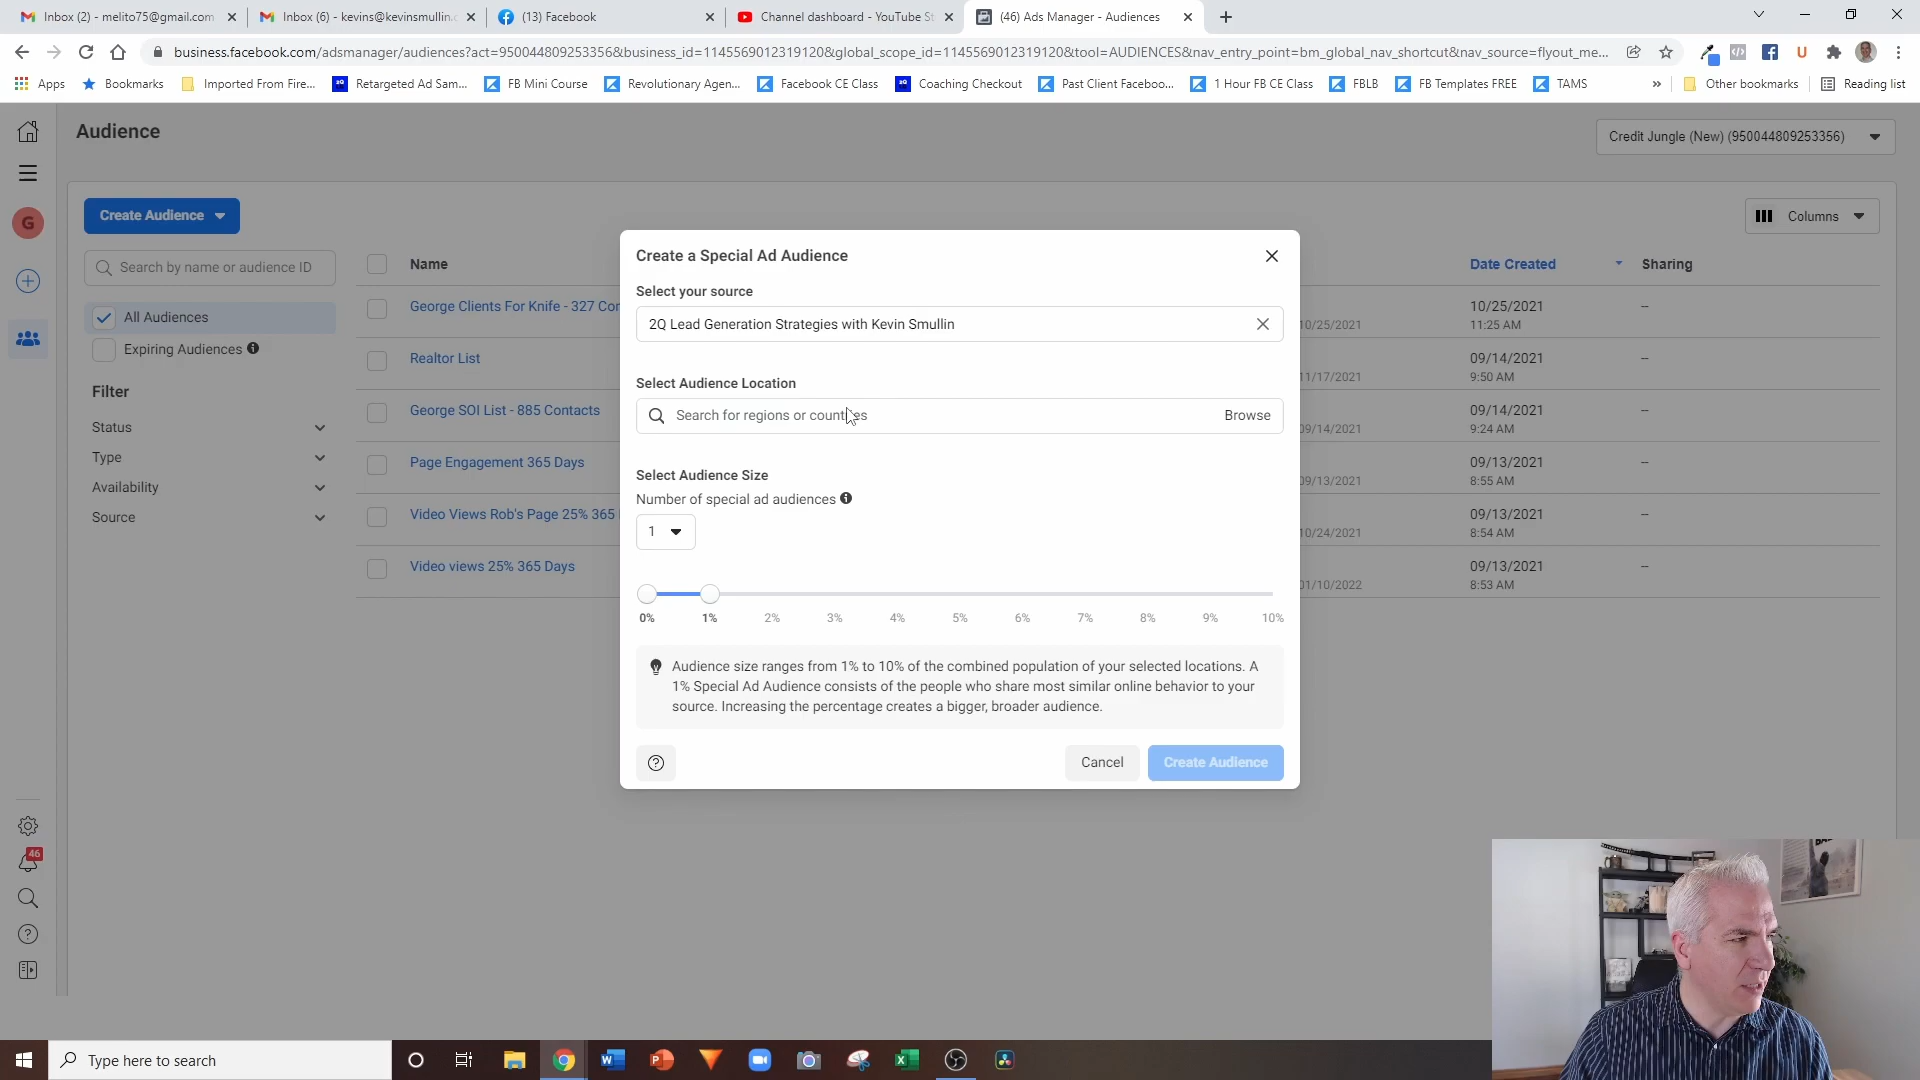 Inbox (2) - melito75@gmail.com
Inbox (6) - kevins@kevinsmullin.c
(13) Facebook
Channel dashboard - YouTube St
(46) Ads Manager - Audiences
business.facebook.com/adsmanager/audiences?act=950044809253356&business_id=1145569012319120&global_scope_id=1145569012319120&tool=AUDIENCES&nav_entry_point=bm_global_nav_shortcut&nav_source=flyout_me...
Apps
Bookmarks
Imported From Fire...
Retargeted Ad Sam...
FB Mini Course
Revolutionary Agen...
Facebook CE Class
Coaching Checkout
Past Client Faceboo...
1 Hour FB CE Class
FBLB
FB Templates FREE
TAMS
»
Other bookmarks
Reading list
Audience
Credit Jungle (New) (950044809253356)
G
Create Audience
Columns
Search by name or audience ID
All Audiences
Expiring Audiences
Filter
Status
Type
Availability
Source
Name
Date Created
Sharing
George Clients For Knife - 327 Con
10/25/2021
10/25/2021
11:25 AM
--
Realtor List
11/17/2021
09/14/2021
9:50 AM
--
George SOI List - 885 Contacts
09/14/2021
09/14/2021
9:24 AM
--
Page Engagement 365 Days
09/13/2021
09/13/2021
8:55 AM
--
Video Views Rob's Page 25% 365
10/24/2021
09/13/2021
8:54 AM
--
Video views 25% 365 Days
01/10/2022
09/13/2021
8:53 AM
--
Create a Special Ad Audience
Select your source
2Q Lead Generation Strategies with Kevin Smullin
Select Audience Location
Search for regions or countries
Browse
Select Audience Size
Number of special ad audiences
1
0% 1% 2% 3% 4% 5% 6% 7% 8% 9% 10%
Audience size ranges from 1% to 10% of the combined population of your selected locations. A
1% Special Ad Audience consists of the people who share most similar online behavior to your
source. Increasing the percentage creates a bigger, broader audience.
Cancel
Create Audience
46
Type here to search